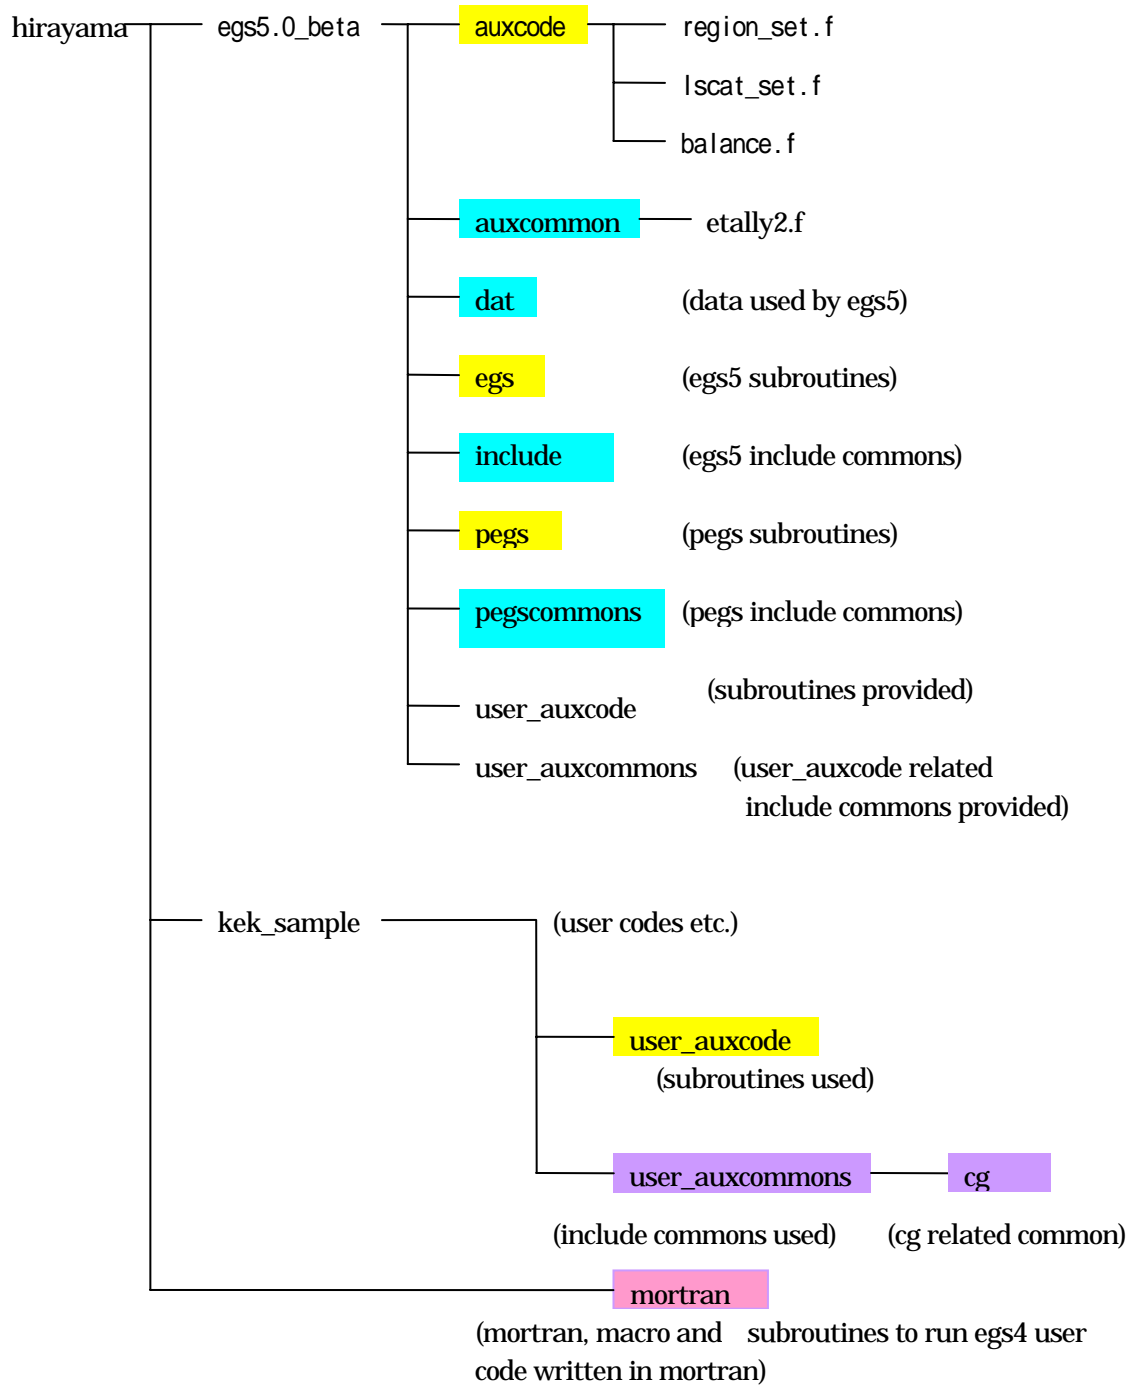 hirayama egs5.0_beta auxcode region_set.f
lscat_set.f
balance.f
auxcommon etally2.f
dat (data used by egs5)
egs (egs5 subroutines)
include (egs5 include commons)
pegs (pegs subroutines)
pegscommons (pegs include commons)
user_auxcode (subroutines provided)
user_auxcommons (user_auxcode related
include commons provided)
kek_sample (user codes etc.)
user_auxcode
(subroutines used)
user_auxcommons cg
(include commons used) (cg related common)
mortran
(mortran, macro and subroutines to run egs4 user
code written in mortran)